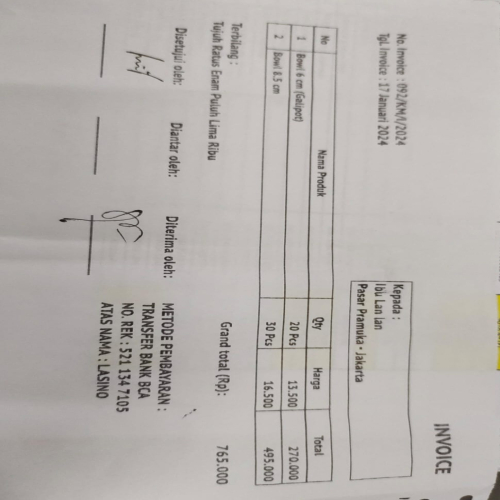 INVOICE
No. Invoice : 092/KM/I/2024
Tgl. Invoice : 17 Januari 2024
Kepada :
Ibu Lan lan
Pasar Pramuka - Jakarta
No Nama Produk Qty Harga Total
1 Bowl 6 cm (Galipot) 20 Pcs 13.500 270.000
2 Bowl 8.5 cm 30 Pcs 16.500 495.000
Grand total (Rp): 765.000
Terbilang :
Tujuh Ratus Enam Puluh Lima Ribu
Disetujui oleh: Diantar oleh: Diterima oleh:
METODE PEMBAYARAN :
TRANSFER BANK BCA
NO. REK : 521 134 7105
ATAS NAMA : LASINO